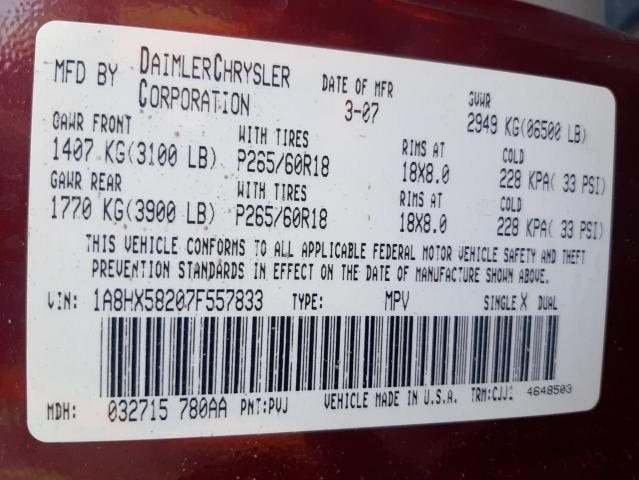 MFD BY DAIMLERCHRYSLER CORPORATION DATE OF MFR 3-07 GVWR 2949 KG(06500 LB)
GAWR FRONT WITH TIRES RIMS AT COLD
1407 KG(3100 LB) P265/60R18 18X8.0 228 KPA( 33 PSI)
GAWR REAR WITH TIRES RIMS AT COLD
1770 KG(3900 LB) P265/60R18 18X8.0 228 KPA( 33 PSI)
THIS VEHICLE CONFORMS TO ALL APPLICABLE FEDERAL MOTOR VEHICLE SAFETY AND THEFT
PREVENTION STANDARDS IN EFFECT ON THE DATE OF MANUFACTURE SHOWN ABOVE.
VIN: 1A8HX58207F557833 TYPE: MPV SINGLE X DUAL
MDH: 032715 780AA PNT:PVJ VEHICLE MADE IN U.S.A. TRM:CJJ1 4648503